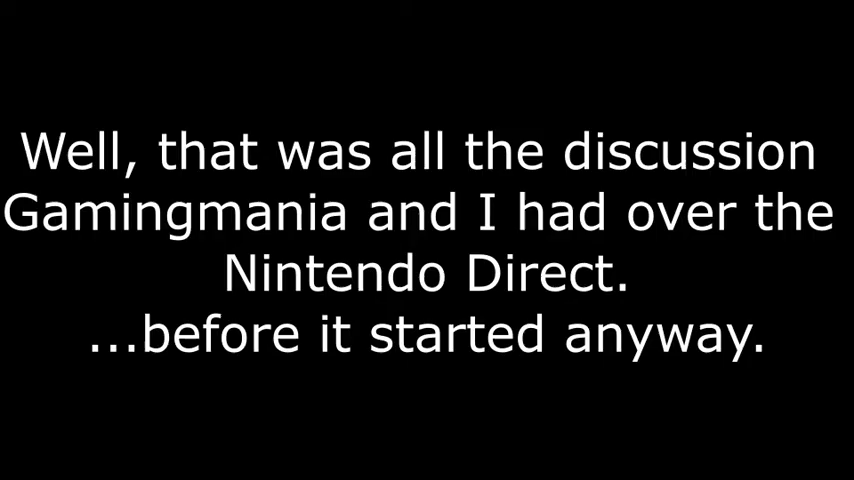 Well, that was all the discussion
Gamingmania and I had over the
Nintendo Direct.
...before it started anyway.